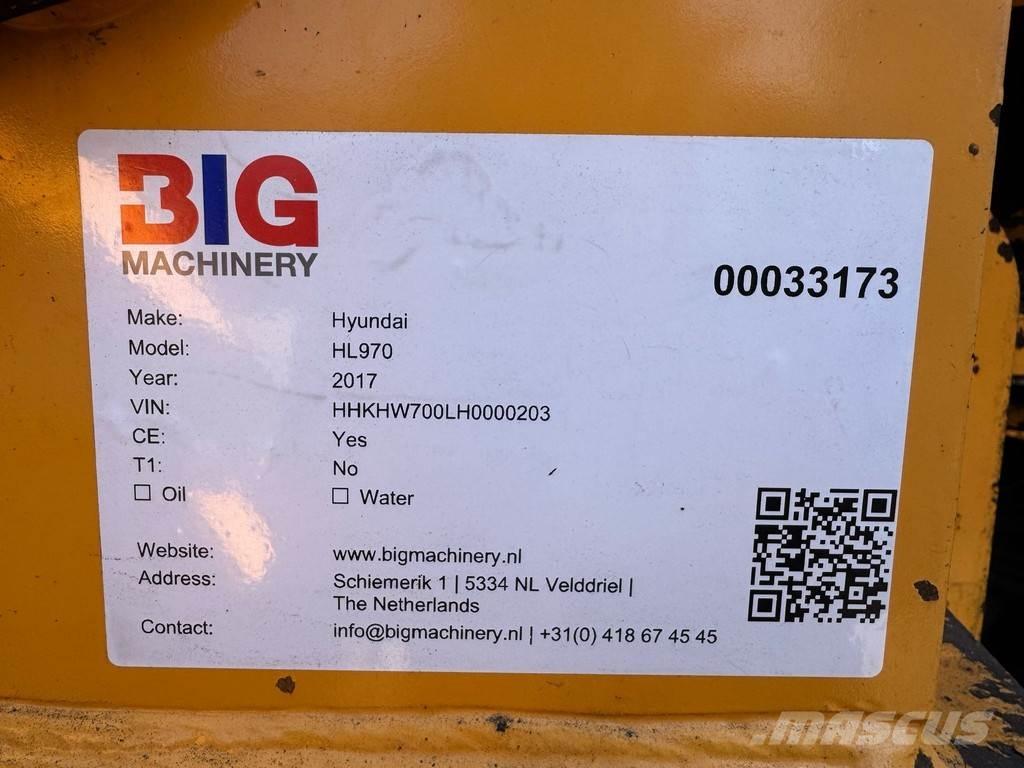 BIG
MACHINERY
00033173
Make: Hyundai
Model: HL970
Year: 2017
VIN: HHKHW700LH0000203
CE: Yes
T1: No
☐ Oil ☐ Water
Website: www.bigmachinery.nl
Address: Schiemerik 1 | 5334 NL Velddriel |
The Netherlands
Contact: info@bigmachinery.nl | +31(0) 418 67 45 45
MASCUS